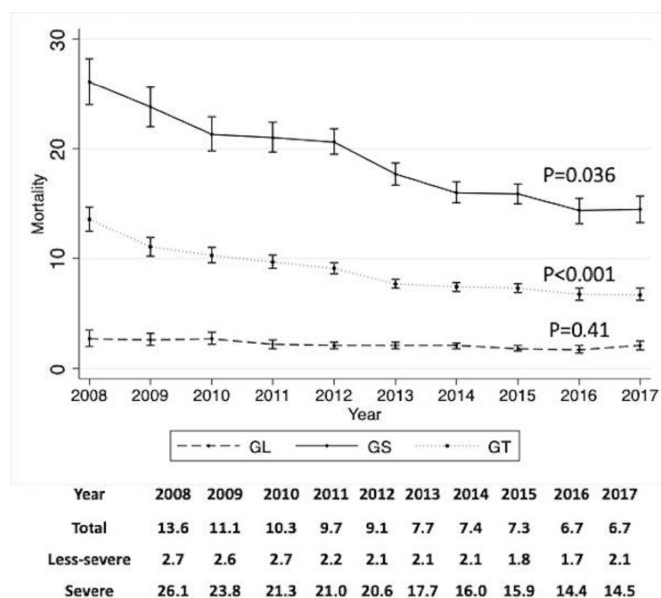 30
20
10
0
Mortality
P=0.036
P<0.001
P=0.41
2008 2009 2010 2011 2012 2013 2014 2015 2016 2017
Year
GL GS GT
Year 2008 2009 2010 2011 2012 2013 2014 2015 2016 2017
Total 13.6 11.1 10.3 9.7 9.1 7.7 7.4 7.3 6.7 6.7
Less-severe 2.7 2.6 2.7 2.2 2.1 2.1 2.1 1.8 1.7 2.1
Severe 26.1 23.8 21.3 21.0 20.6 17.7 16.0 15.9 14.4 14.5